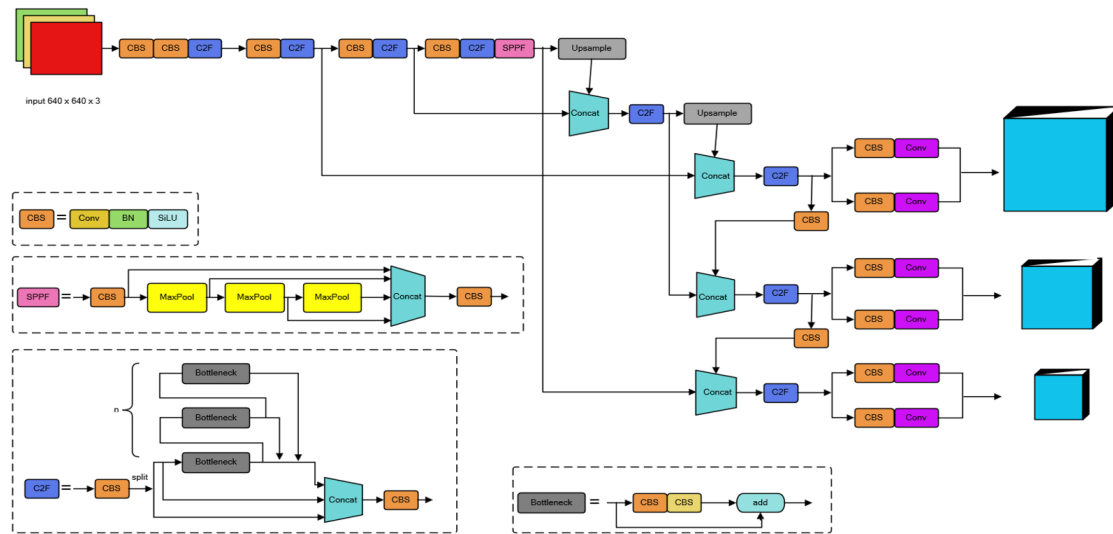 CBS CBS C2F CBS C2F CBS C2F CBS C2F SPPF Upsample
input 640 x 640 x 3
Concat C2F Upsample
CBS Conv
Concat C2F
CBS Conv
CBS
CBS = Conv BN SiLU
CBS Conv
Concat C2F
CBS Conv
CBS
SPPF = CBS MaxPool MaxPool MaxPool Concat CBS
CBS Conv
Concat C2F
CBS Conv
Bottleneck
n
Bottleneck
Bottleneck
split
C2F = CBS Concat CBS
Bottleneck = CBS CBS add